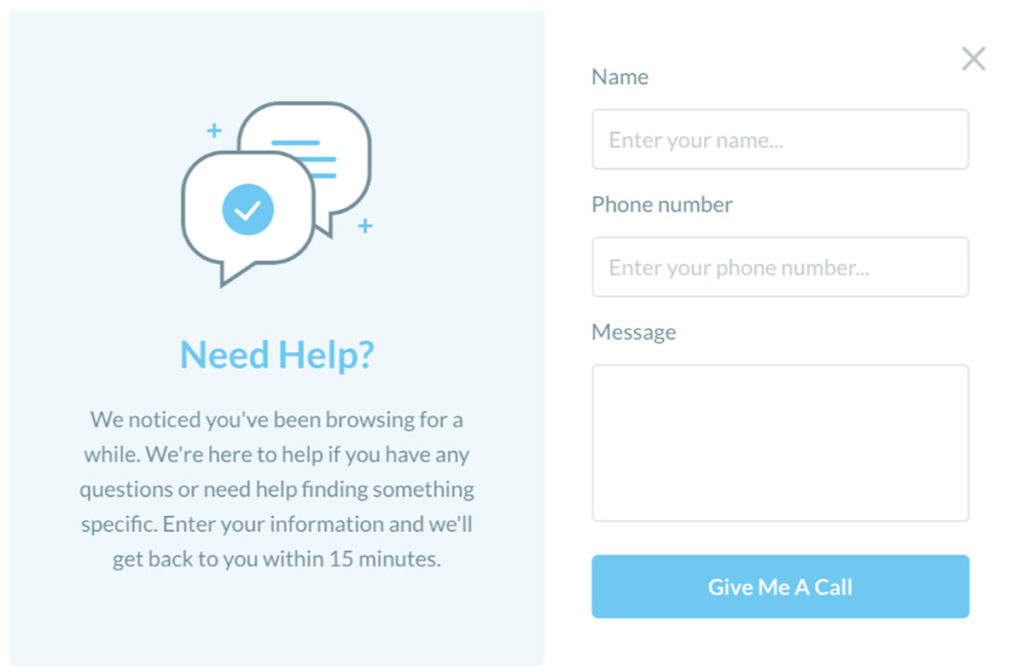 Need Help?
We noticed you've been browsing for a
while. We're here to help if you have any
questions or need help finding something
specific. Enter your information and we'll
get back to you within 15 minutes.
Name
Enter your name...
Phone number
Enter your phone number...
Message
Give Me A Call